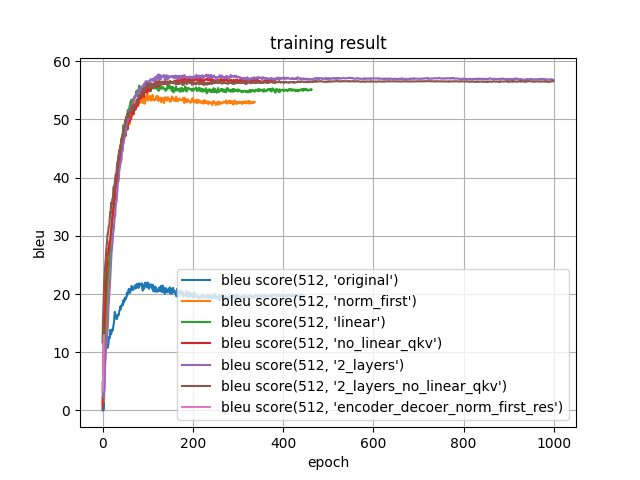 training result
60
50
40
30
20
10
0
bleu
bleu score(512, 'original')
bleu score(512, 'norm_first')
bleu score(512, 'linear')
bleu score(512, 'no_linear_qkv')
bleu score(512, '2_layers')
bleu score(512, '2_layers_no_linear_qkv')
bleu score(512, 'encoder_decoer_norm_first_res')
0 200 400 600 800 1000
epoch